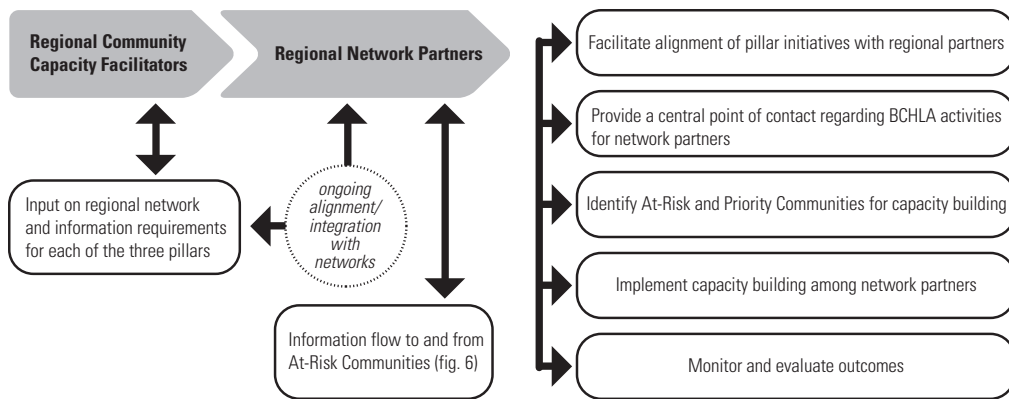 Regional Community
Capacity Facilitators
Regional Network Partners
Input on regional network
and information requirements
for each of the three pillars
ongoing
alignment/
integration
with
networks
Information flow to and from
At-Risk Communities (fig. 6)
Facilitate alignment of pillar initiatives with regional partners
Provide a central point of contact regarding BCHLA activities
for network partners
Identify At-Risk and Priority Communities for capacity building
Implement capacity building among network partners
Monitor and evaluate outcomes